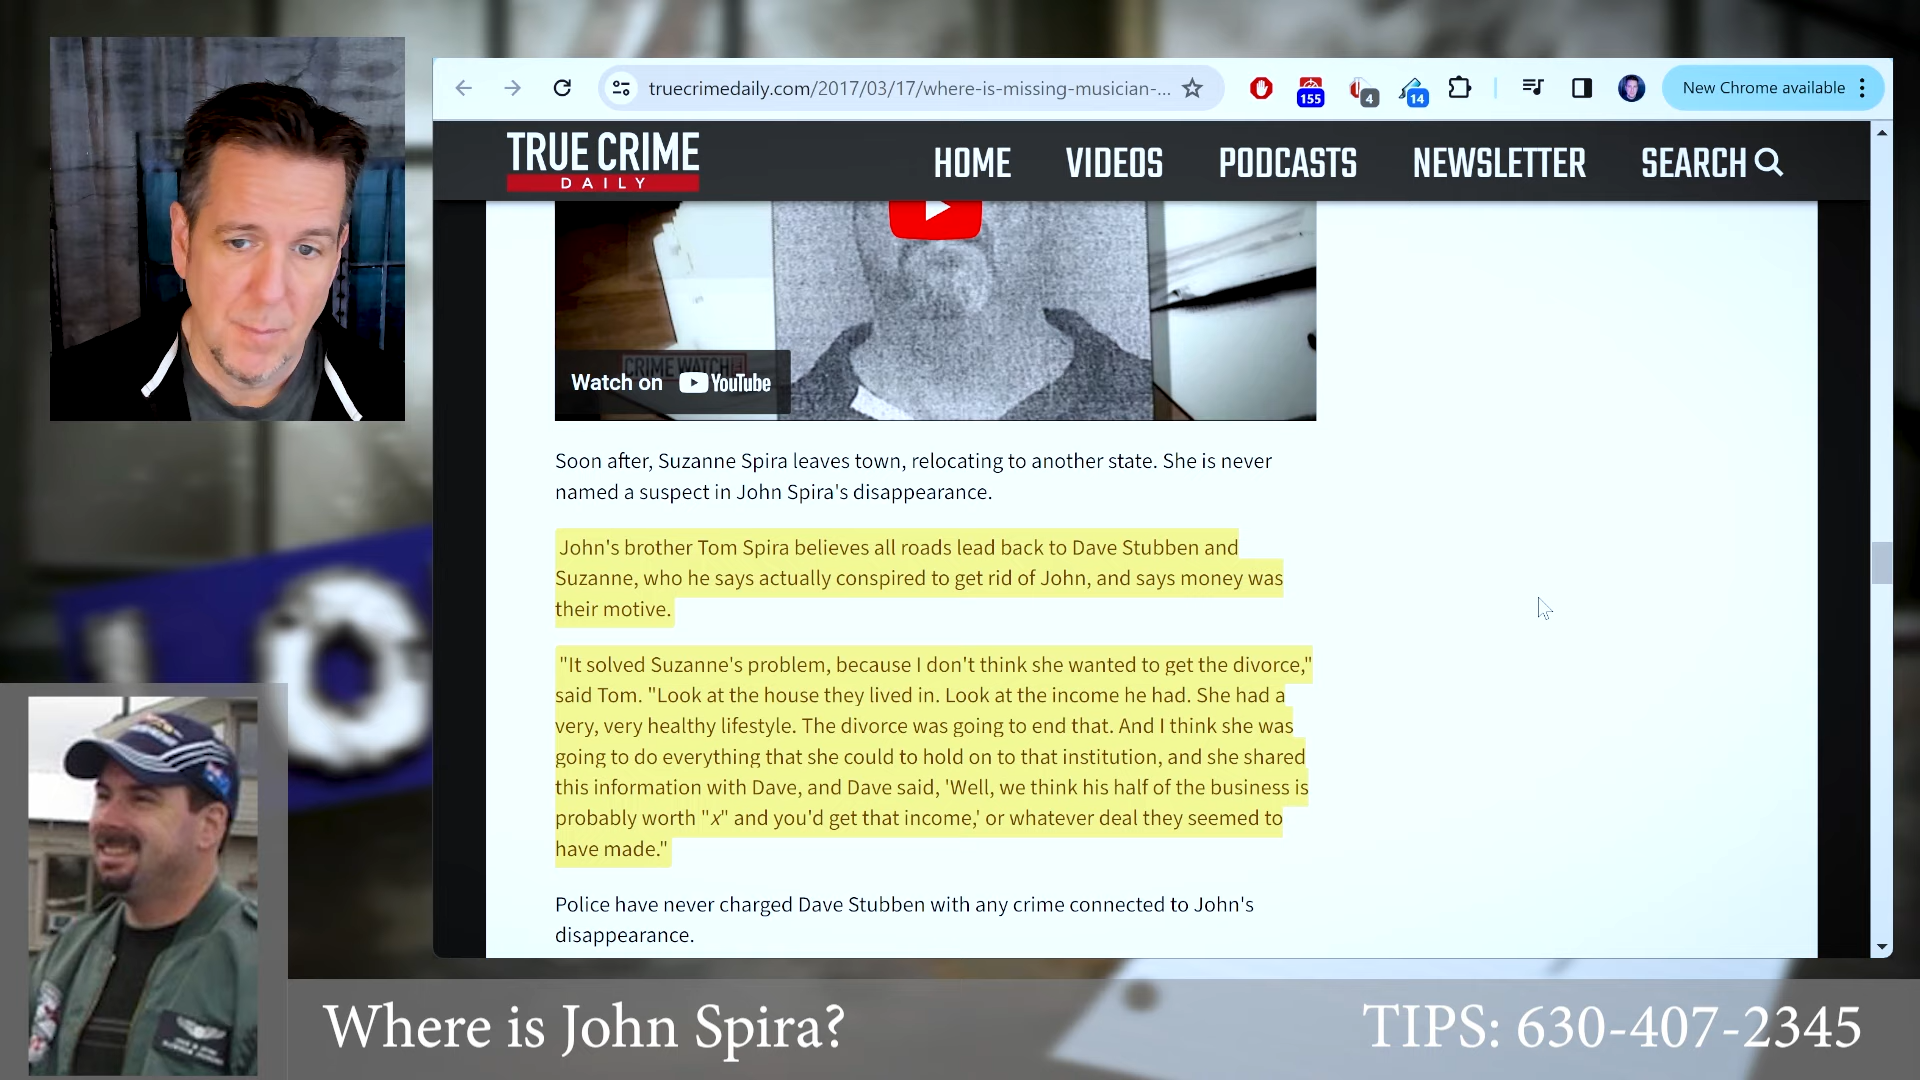 truecrimedaily.com/2017/03/17/where-is-missing-musician-...
155
4
14
New Chrome available
TRUE CRIME
DAILY
HOME
VIDEOS
PODCASTS
NEWSLETTER
SEARCH
CRIME WATCH
Watch on YouTube
Soon after, Suzanne Spira leaves town, relocating to another state. She is never
named a suspect in John Spira's disappearance.
John's brother Tom Spira believes all roads lead back to Dave Stubben and
Suzanne, who he says actually conspired to get rid of John, and says money was
their motive.
"It solved Suzanne's problem, because I don't think she wanted to get the divorce,"
said Tom. "Look at the house they lived in. Look at the income he had. She had a
very, very healthy lifestyle. The divorce was going to end that. And I think she was
going to do everything that she could to hold on to that institution, and she shared
this information with Dave, and Dave said, 'Well, we think his half of the business is
probably worth "x" and you'd get that income,' or whatever deal they seemed to
have made."
Police have never charged Dave Stubben with any crime connected to John's
disappearance.
Where is John Spira?
TIPS: 630-407-2345